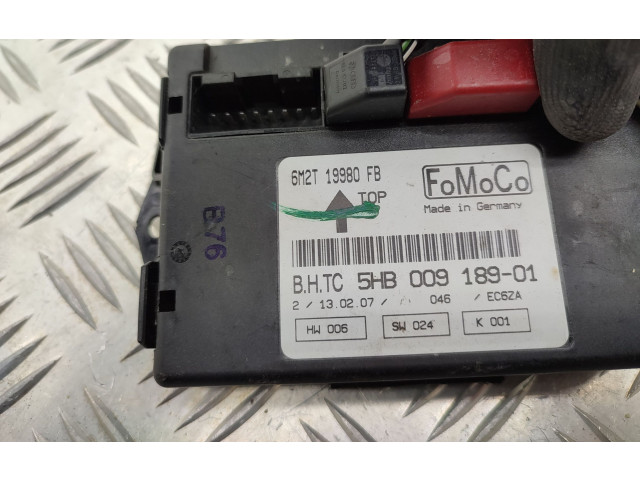 6M2T 19980 FB
FoMoCo
TOP
Made in Germany
B.H.TC 5HB 009 189-01
2 / 13.02.07 / 046 / EC6ZA
HW 006
SW 024
K 001
B76